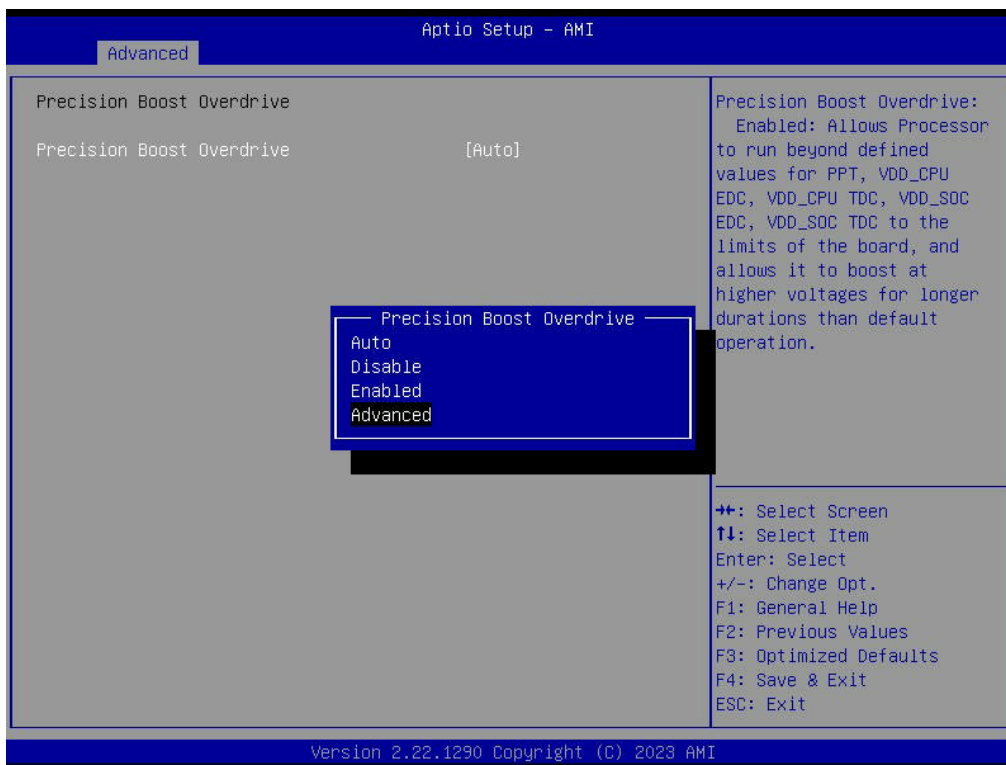 Aptio Setup – AMI
Advanced
Precision Boost Overdrive
Precision Boost Overdrive [Auto]
Precision Boost Overdrive
Auto
Disable
Enabled
Advanced
Precision Boost Overdrive:
Enabled: Allows Processor
to run beyond defined
values for PPT, VDD_CPU
EDC, VDD_CPU TDC, VDD_SOC
EDC, VDD_SOC TDC to the
limits of the board, and
allows it to boost at
higher voltages for longer
durations than default
operation.
→←: Select Screen
↑↓: Select Item
Enter: Select
+/-: Change Opt.
F1: General Help
F2: Previous Values
F3: Optimized Defaults
F4: Save & Exit
ESC: Exit
Version 2.22.1290 Copyright (C) 2023 AMI